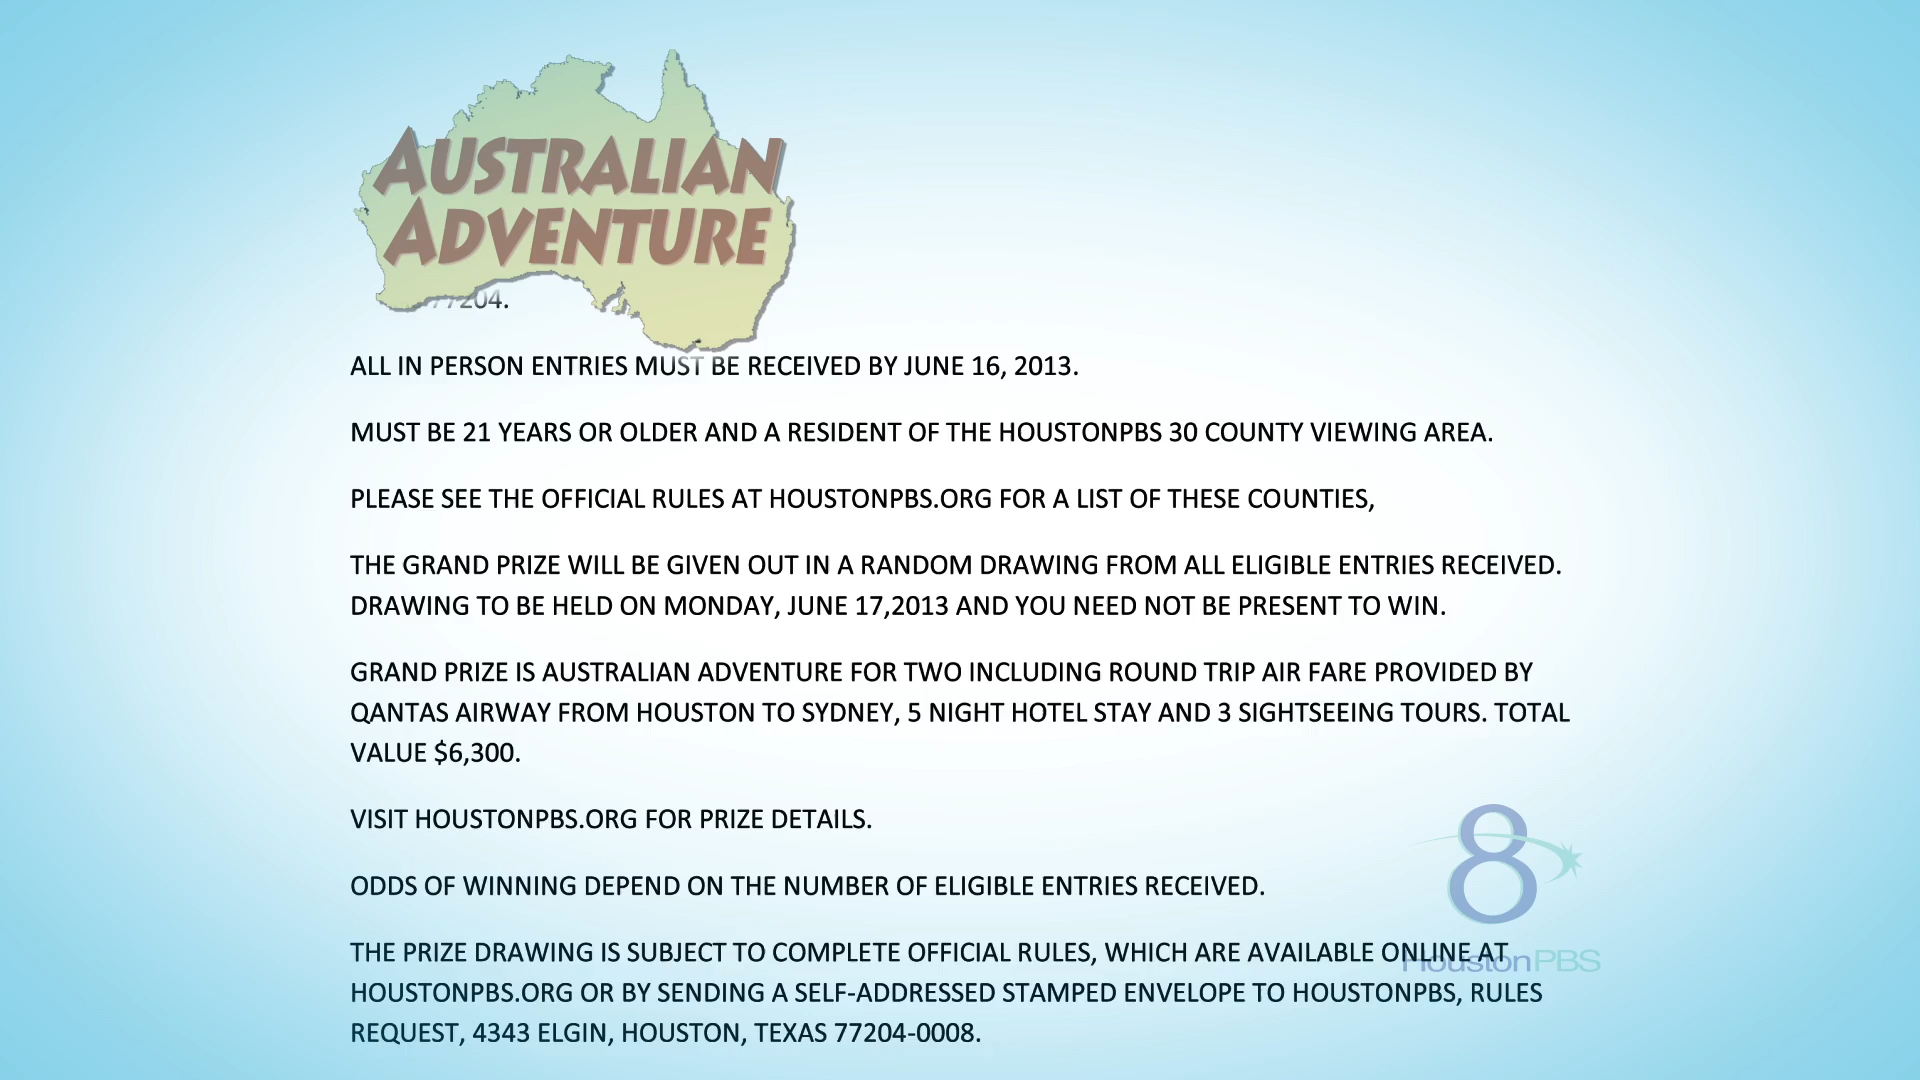 AUSTRALIAN
ADVENTURE
77204.
ALL IN PERSON ENTRIES MUST BE RECEIVED BY JUNE 16, 2013.
MUST BE 21 YEARS OR OLDER AND A RESIDENT OF THE HOUSTONPBS 30 COUNTY VIEWING AREA.
PLEASE SEE THE OFFICIAL RULES AT HOUSTONPBS.ORG FOR A LIST OF THESE COUNTIES,
THE GRAND PRIZE WILL BE GIVEN OUT IN A RANDOM DRAWING FROM ALL ELIGIBLE ENTRIES RECEIVED.
DRAWING TO BE HELD ON MONDAY, JUNE 17,2013 AND YOU NEED NOT BE PRESENT TO WIN.
GRAND PRIZE IS AUSTRALIAN ADVENTURE FOR TWO INCLUDING ROUND TRIP AIR FARE PROVIDED BY
QANTAS AIRWAY FROM HOUSTON TO SYDNEY, 5 NIGHT HOTEL STAY AND 3 SIGHTSEEING TOURS. TOTAL
VALUE $6,300.
VISIT HOUSTONPBS.ORG FOR PRIZE DETAILS.
ODDS OF WINNING DEPEND ON THE NUMBER OF ELIGIBLE ENTRIES RECEIVED.
THE PRIZE DRAWING IS SUBJECT TO COMPLETE OFFICIAL RULES, WHICH ARE AVAILABLE ONLINE AT
HOUSTONPBS.ORG OR BY SENDING A SELF-ADDRESSED STAMPED ENVELOPE TO HOUSTONPBS, RULES
REQUEST, 4343 ELGIN, HOUSTON, TEXAS 77204-0008.
8
HoustonPBS